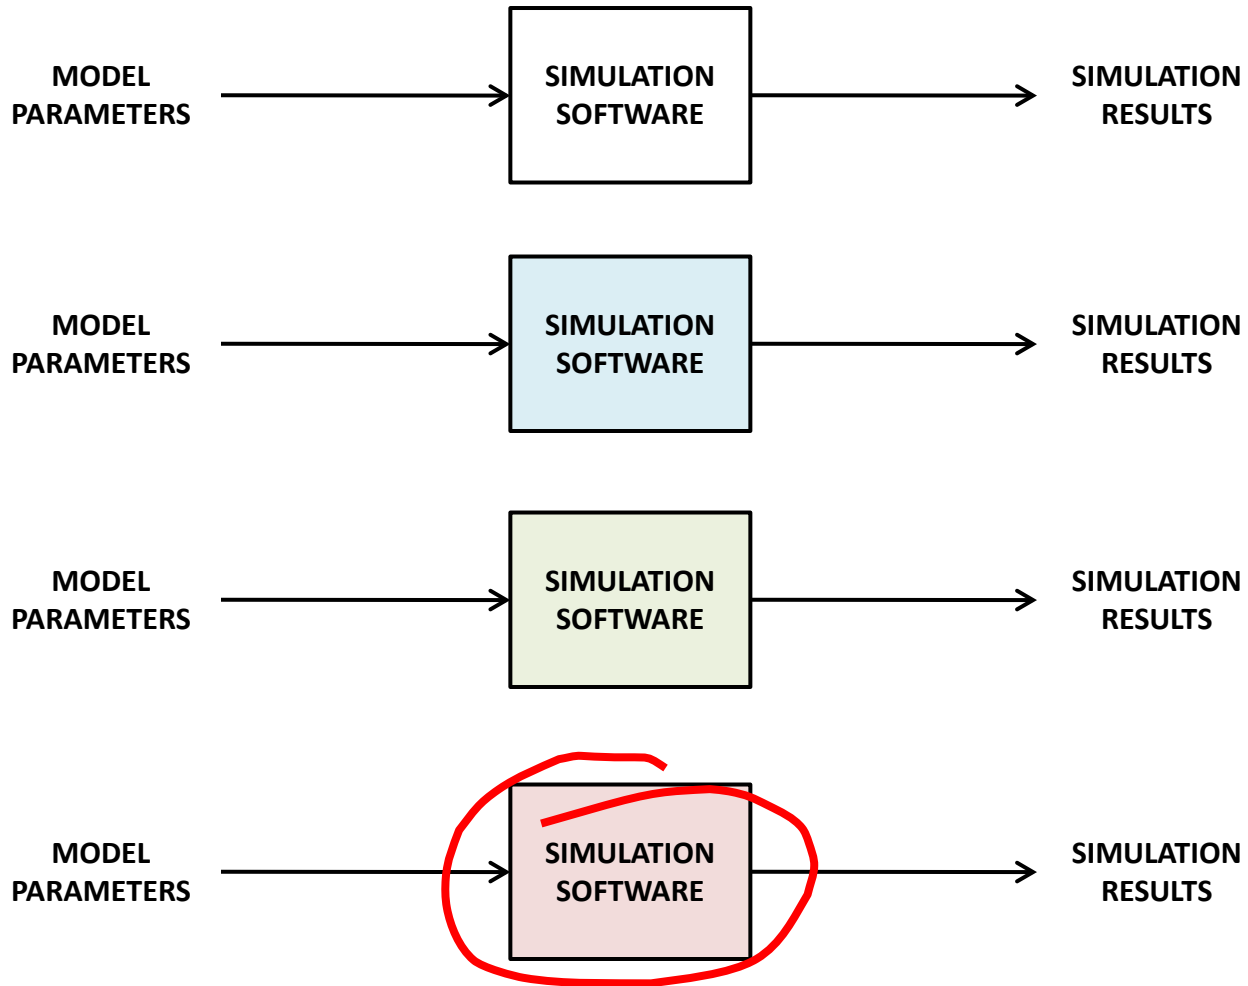 MODEL
PARAMETERS
SIMULATION
SOFTWARE
SIMULATION
RESULTS
MODEL
PARAMETERS
SIMULATION
SOFTWARE
SIMULATION
RESULTS
MODEL
PARAMETERS
SIMULATION
SOFTWARE
SIMULATION
RESULTS
MODEL
PARAMETERS
SIMULATION
SOFTWARE
SIMULATION
RESULTS